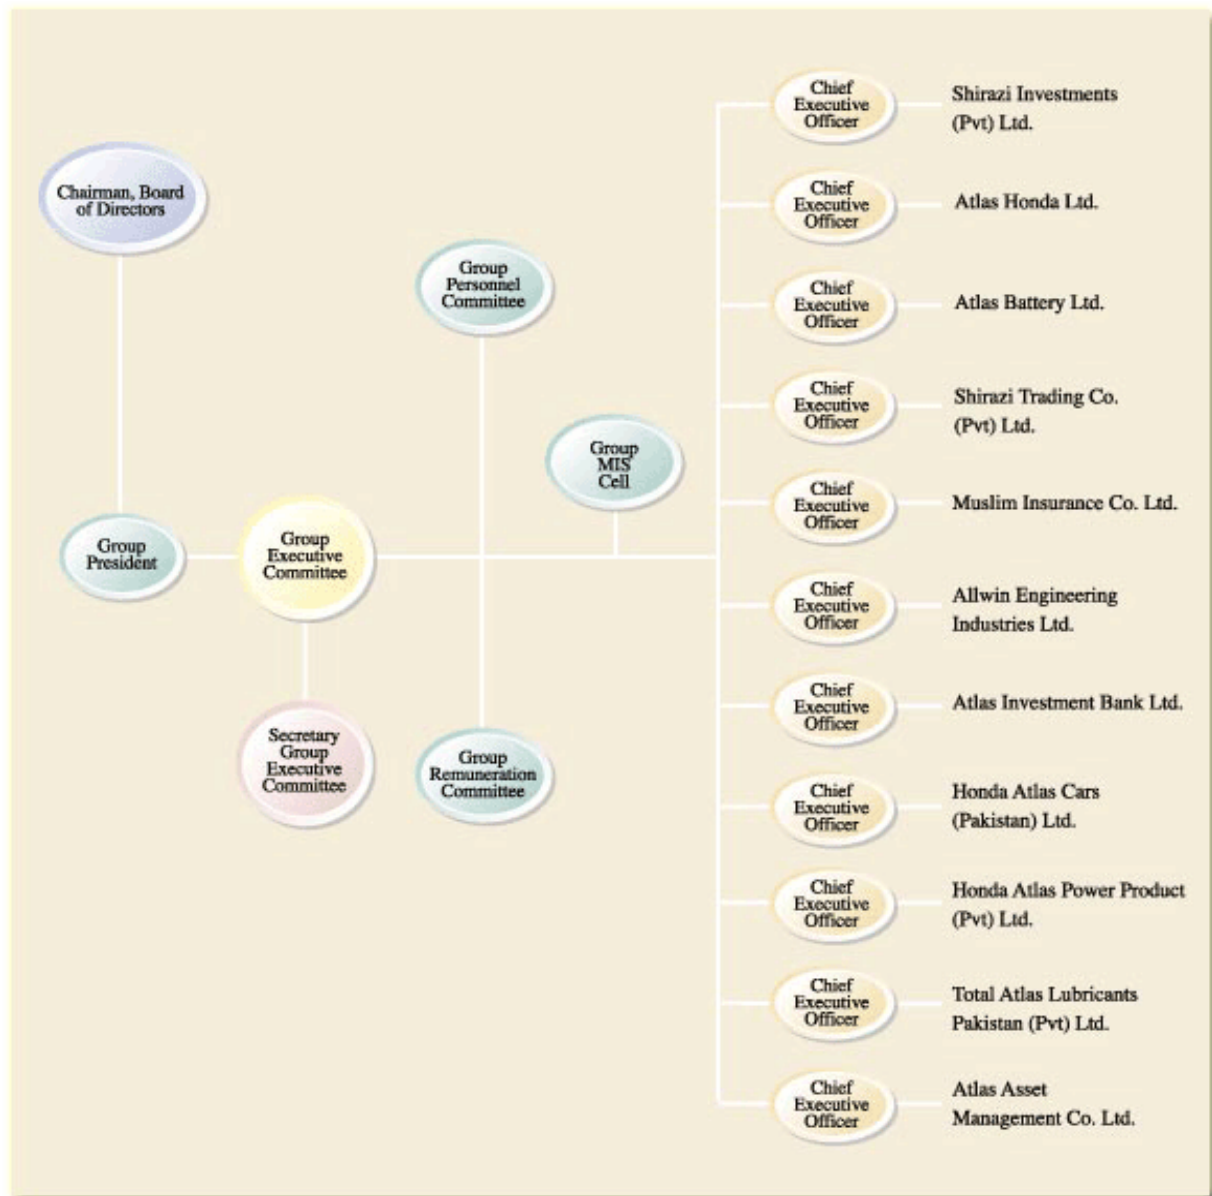 Chairman, Board
of Directors
Group
President
Group
Executive
Committee
Secretary
Group
Executive
Committee
Group
Personnel
Committee
Group
Remuneration
Committee
Group
MIS
Cell
Chief
Executive
Officer
Shirazi Investments
(Pvt) Ltd.
Chief
Executive
Officer
Atlas Honda Ltd.
Chief
Executive
Officer
Atlas Battery Ltd.
Chief
Executive
Officer
Shirazi Trading Co.
(Pvt) Ltd.
Chief
Executive
Officer
Muslim Insurance Co. Ltd.
Chief
Executive
Officer
Allwin Engineering
Industries Ltd.
Chief
Executive
Officer
Atlas Investment Bank Ltd.
Chief
Executive
Officer
Honda Atlas Cars
(Pakistan) Ltd.
Chief
Executive
Officer
Honda Atlas Power Product
(Pvt) Ltd.
Chief
Executive
Officer
Total Atlas Lubricants
Pakistan (Pvt) Ltd.
Chief
Executive
Officer
Atlas Asset
Management Co. Ltd.